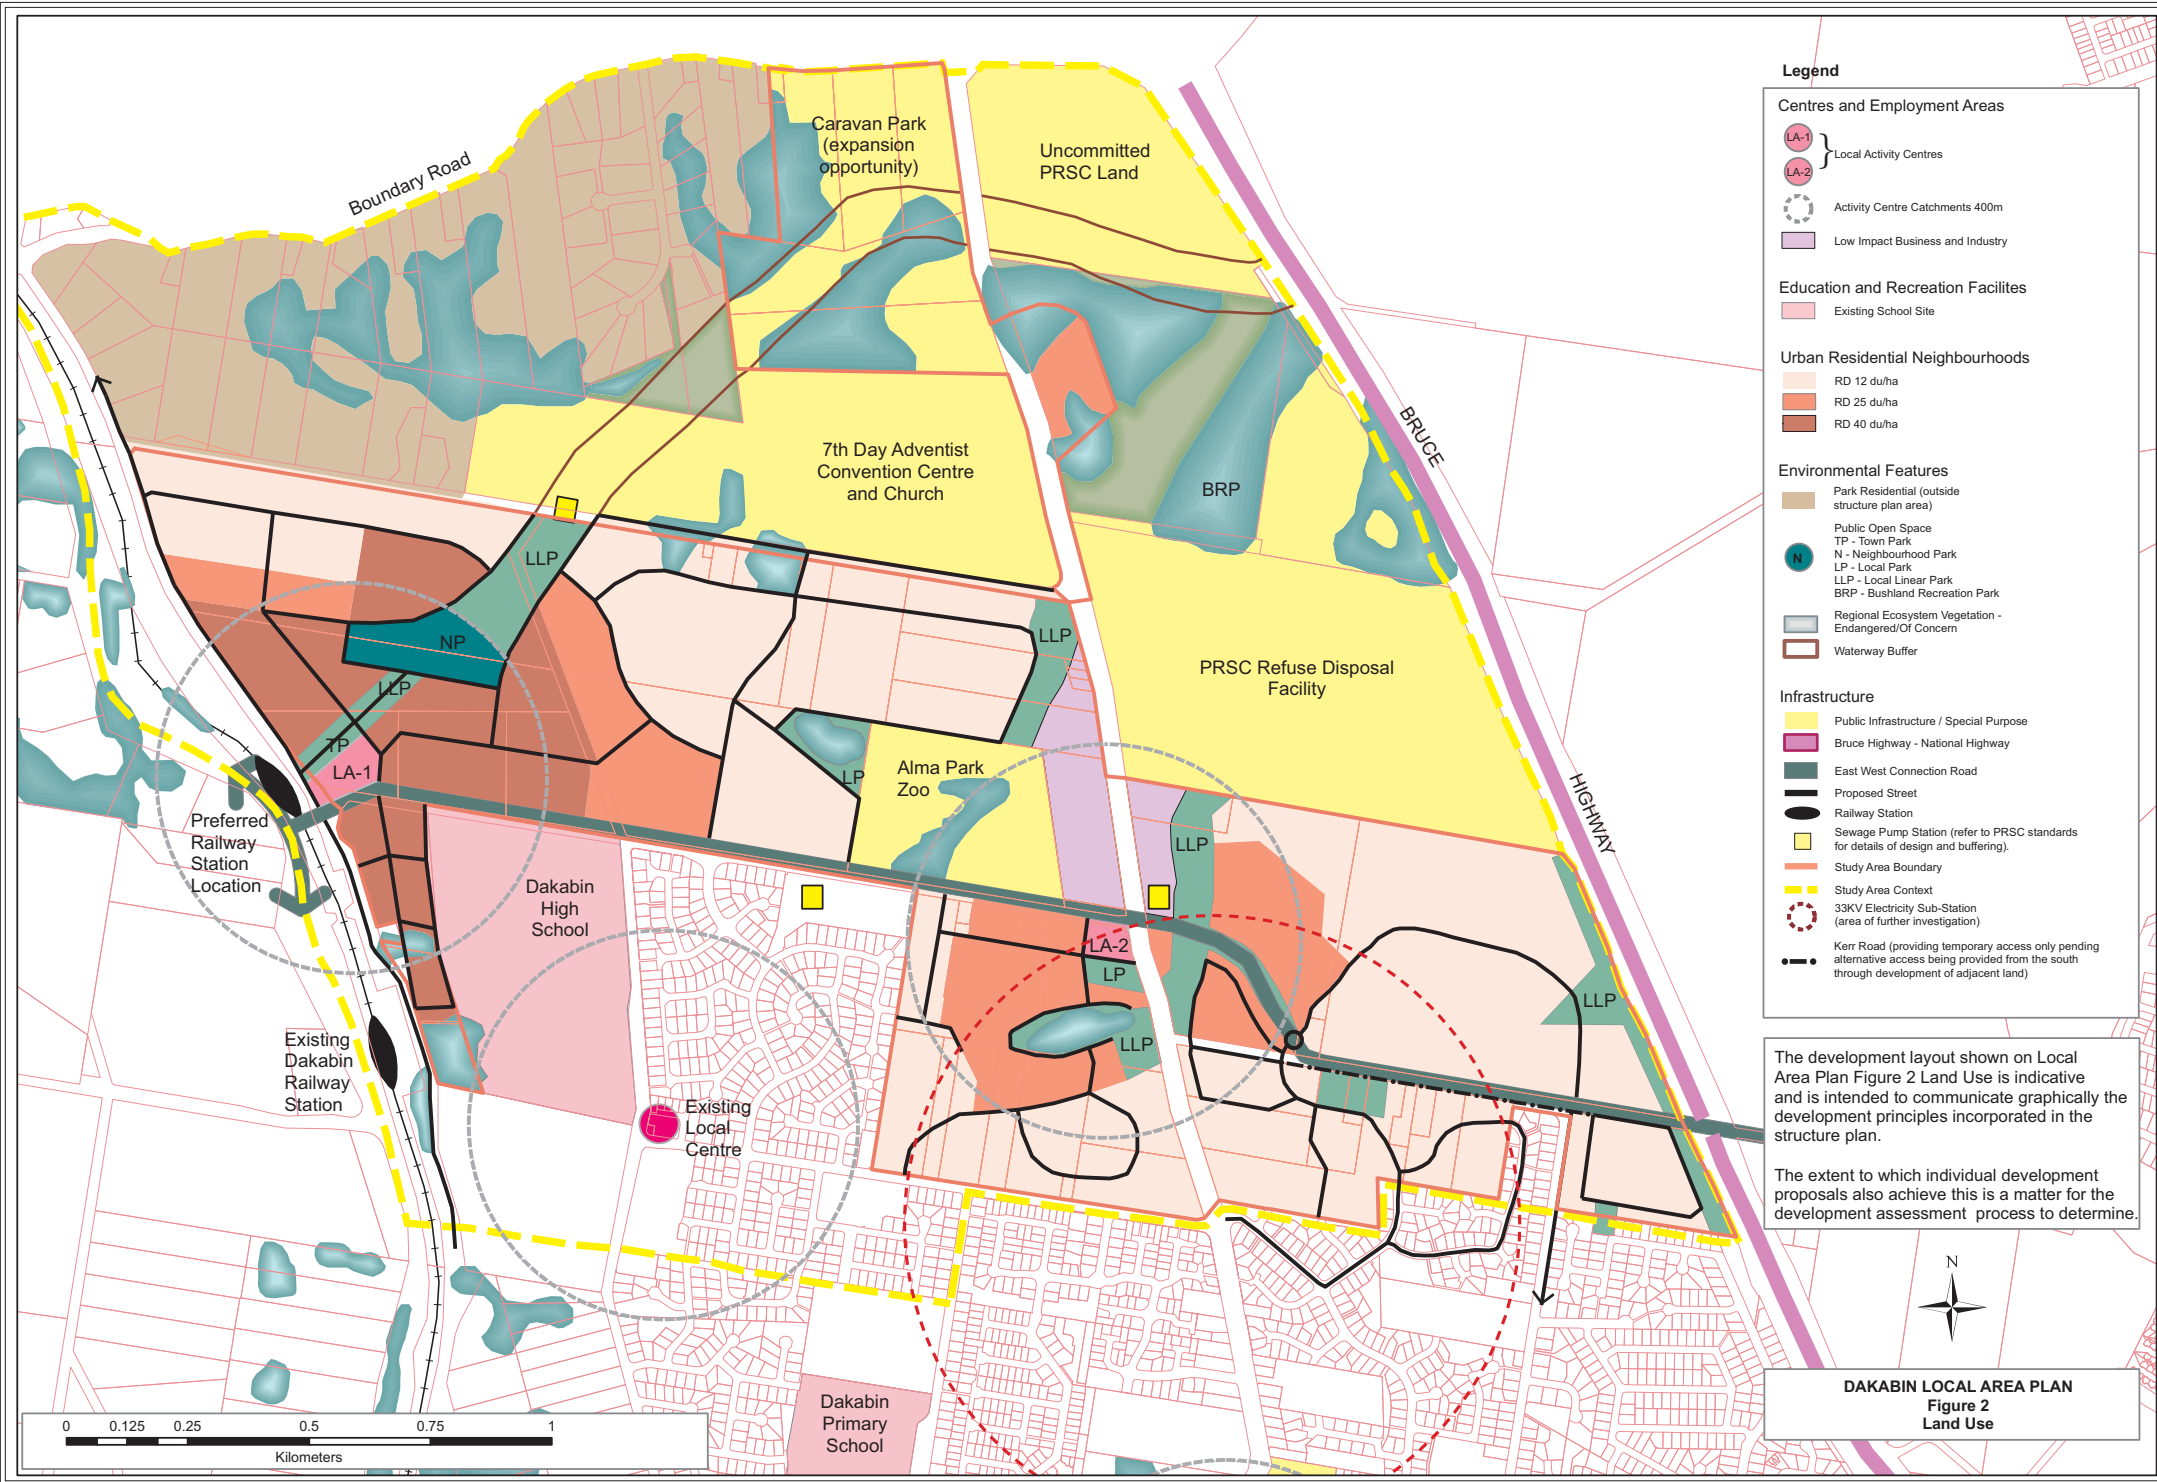 Boundary Road
Caravan Park
(expansion
opportunity)
Uncommitted
PRSC Land
7th Day Adventist
Convention Centre
and Church
BRP
BRUCE
HIGHWAY
LLP
NP
LLP
TP
LA-1
LLP
PRSC Refuse Disposal
Facility
LP
Alma Park
Zoo
Preferred
Railway
Station
Location
Dakabin
High
School
LLP
LA-2
LP
LLP
LLP
Existing
Dakabin
Railway
Station
Existing
Local
Centre
Dakabin
Primary
School
0 0.125 0.25 0.5 0.75 1
Kilometers
Legend
Centres and Employment Areas
LA-1
LA-2
} Local Activity Centres
Activity Centre Catchments 400m
Low Impact Business and Industry
Education and Recreation Facilites
Existing School Site
Urban Residential Neighbourhoods
RD 12 du/ha
RD 25 du/ha
RD 40 du/ha
Environmental Features
Park Residential (outside
structure plan area)
Public Open Space
TP - Town Park
N
N - Neighbourhood Park
LP - Local Park
LLP - Local Linear Park
BRP - Bushland Recreation Park
Regional Ecosystem Vegetation -
Endangered/Of Concern
Waterway Buffer
Infrastructure
Public Infrastructure / Special Purpose
Bruce Highway - National Highway
East West Connection Road
Proposed Street
Railway Station
Sewage Pump Station (refer to PRSC standards
for details of design and buffering).
Study Area Boundary
Study Area Context
33KV Electricity Sub-Station
(area of further investigation)
Kerr Road (providing temporary access only pending
alternative access being provided from the south
through development of adjacent land)
The development layout shown on Local
Area Plan Figure 2 Land Use is indicative
and is intended to communicate graphically the
development principles incorporated in the
structure plan.
The extent to which individual development
proposals also achieve this is a matter for the
development assessment process to determine.
N
DAKABIN LOCAL AREA PLAN
Figure 2
Land Use